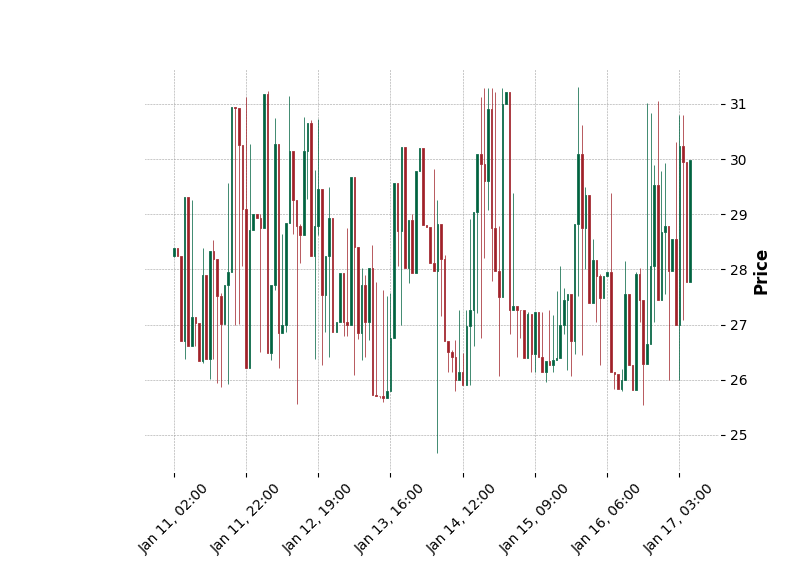 31
30
29
28
27
26
25
Price
Jan 11, 02:00
Jan 11, 22:00
Jan 12, 19:00
Jan 13, 16:00
Jan 14, 12:00
Jan 15, 09:00
Jan 16, 06:00
Jan 17, 03:00